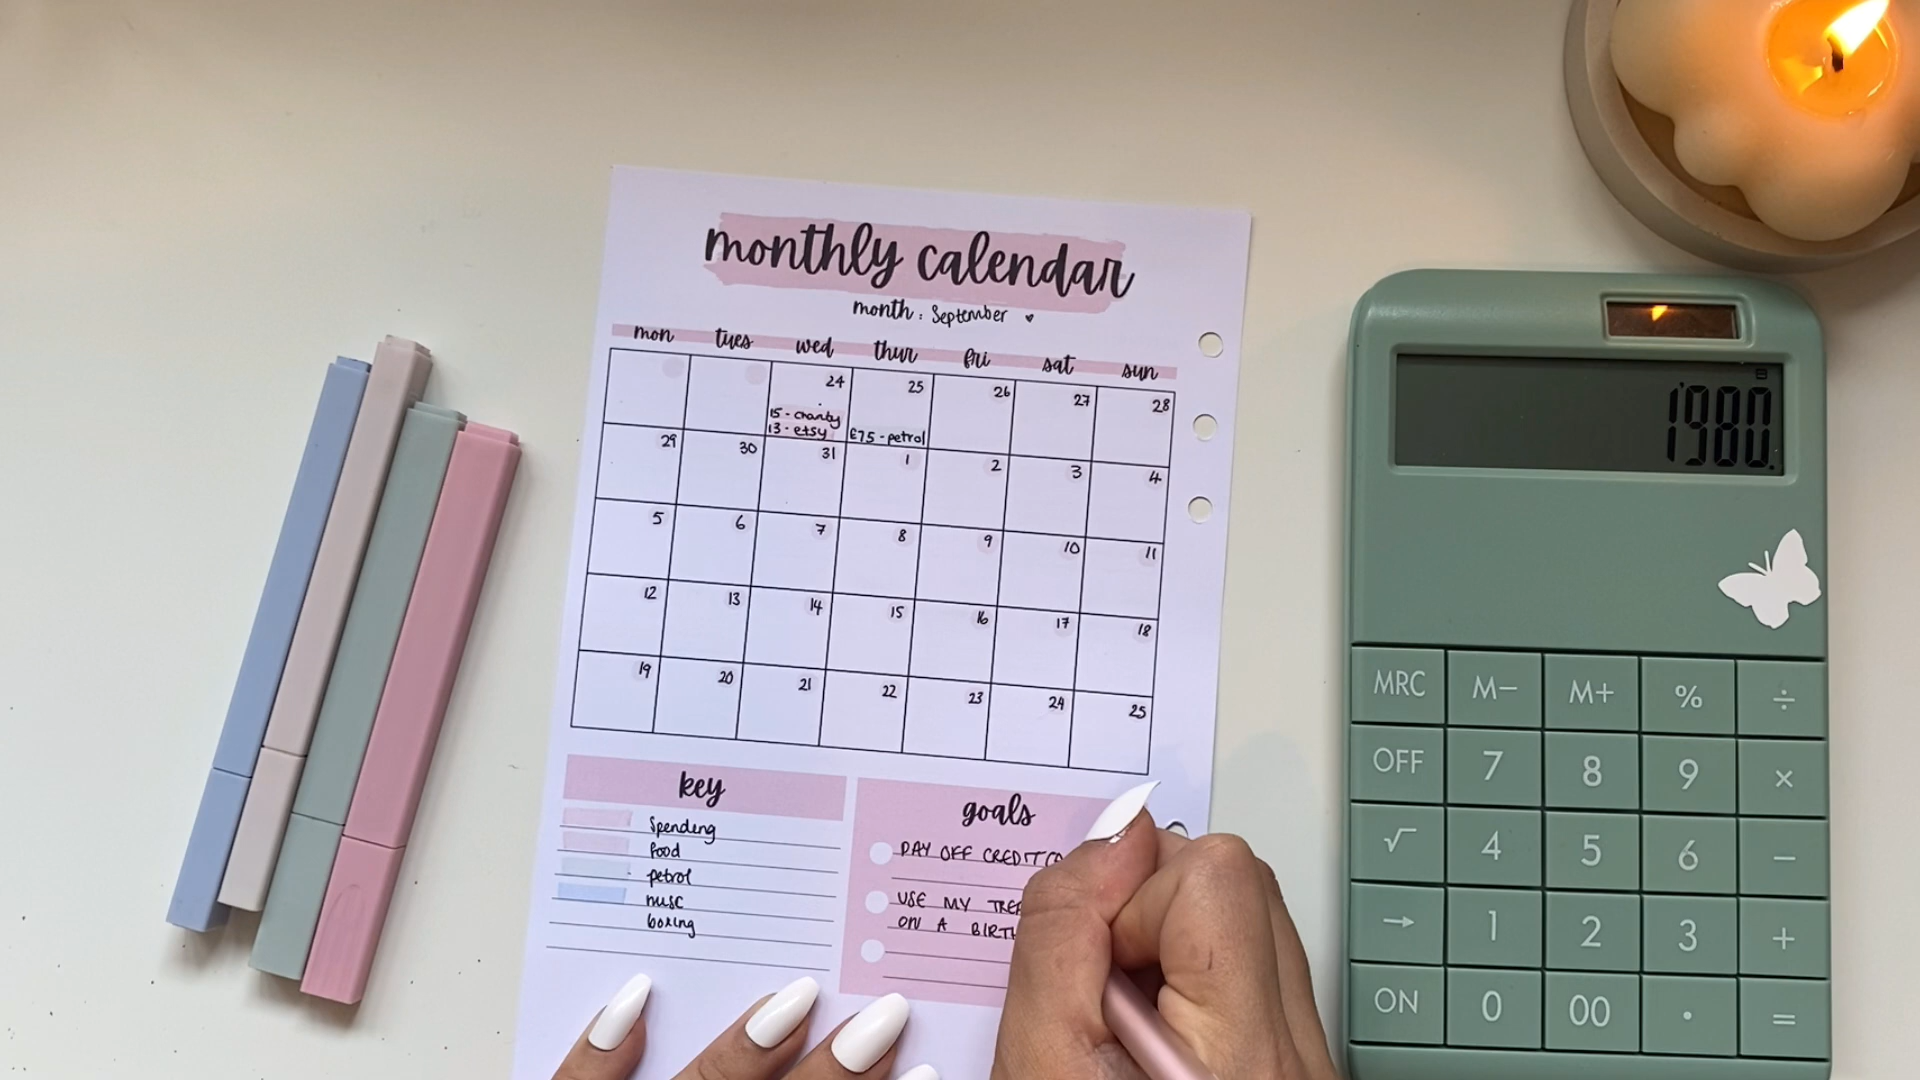 monthly calendar
month : September
mon tues wed thur fri sat sun
24 25 26 27 28
15 - charity
13 - etsy £75 - petrol
29 30 31 1 2 3 4
5 6 7 8 9 10 11
12 13 14 15 16 17 18
19 20 21 22 23 24 25
key
Spending
food
petrol
musc
boxing
goals
PAY OFF CREDIT
USE MY
ON A
1980.
MRC M− M+ % ÷
OFF 7 8 9 ×
√ 4 5 6 −
→ 1 2 3 +
ON 0 00 . =